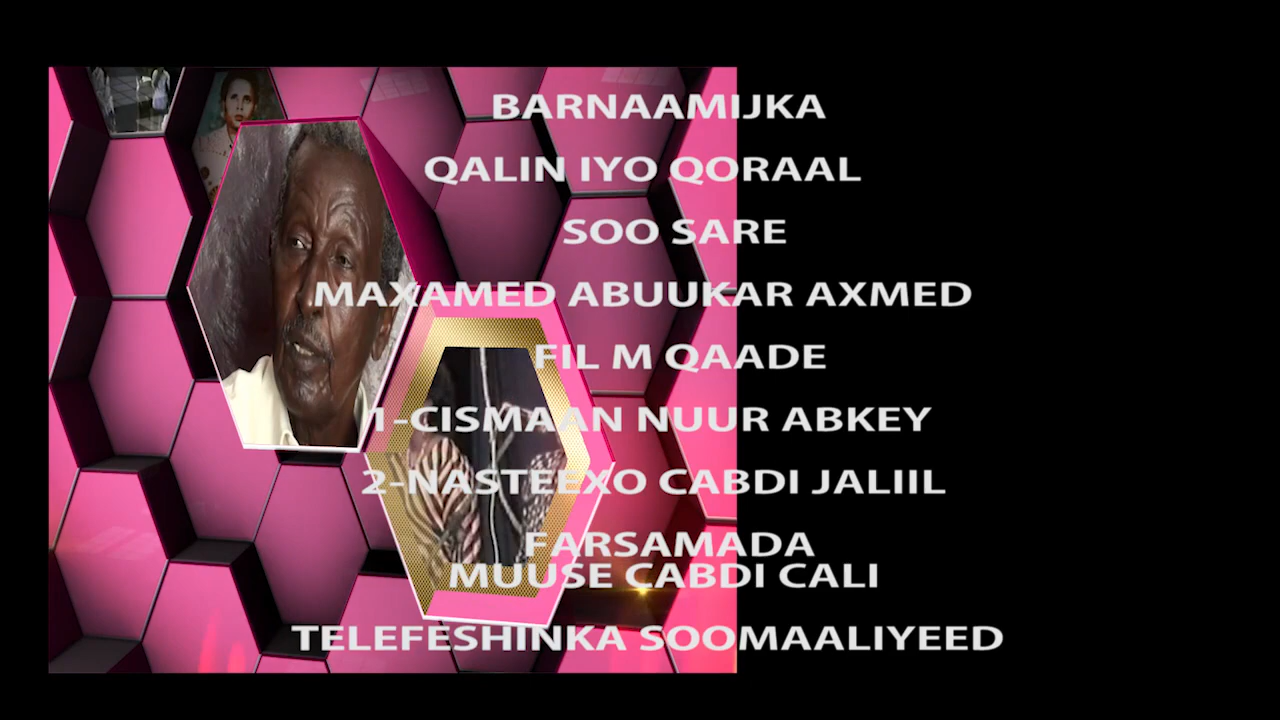 BARNAAMIJKA
QALIN IYO QORAAL
SOO SARE
MAXAMED ABUUKAR AXMED
FIL M QAADE
1-CISMAAN NUUR ABKEY
2-NASTEEXO CABDI JALIIL
FARSAMADA
MUUSE CABDI CALI
TELEFESHINKA SOOMAALIYEED